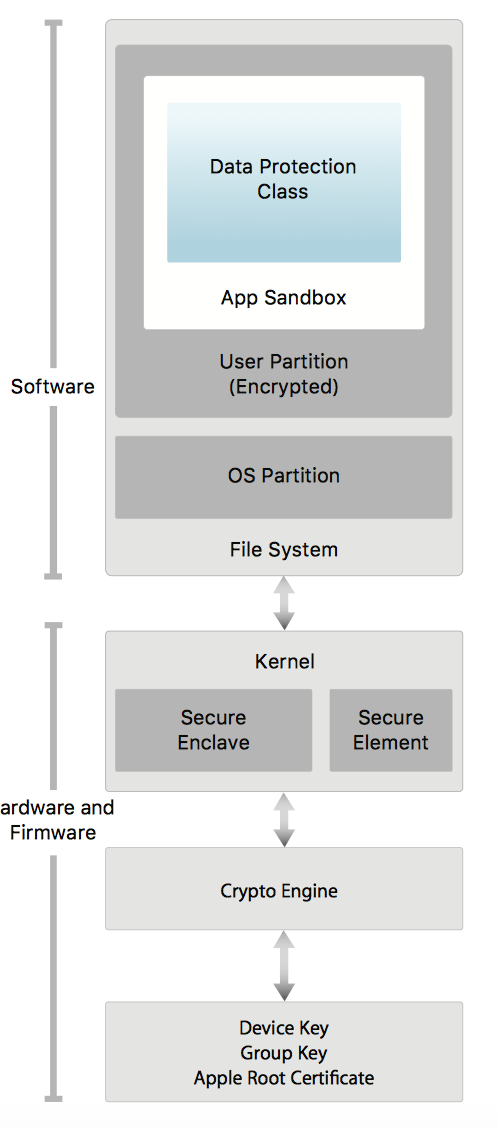 Data Protection
Class
App Sandbox
User Partition
(Encrypted)
Software
OS Partition
File System
Kernel
Secure
Enclave
Secure
Element
ardware and
Firmware
Crypto Engine
Device Key
Group Key
Apple Root Certificate